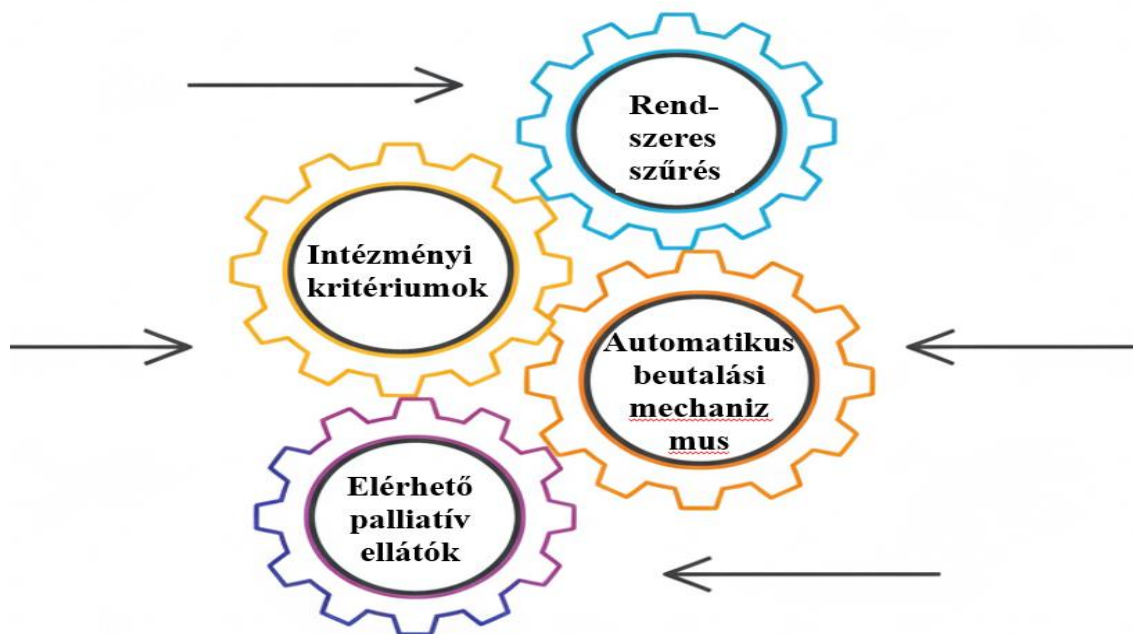 Rend-
szeres
szűrés
Intézményi
kritériumok
Automatikus
beutalási
mechaniz
mus
Elérhető
palliatív
ellátók